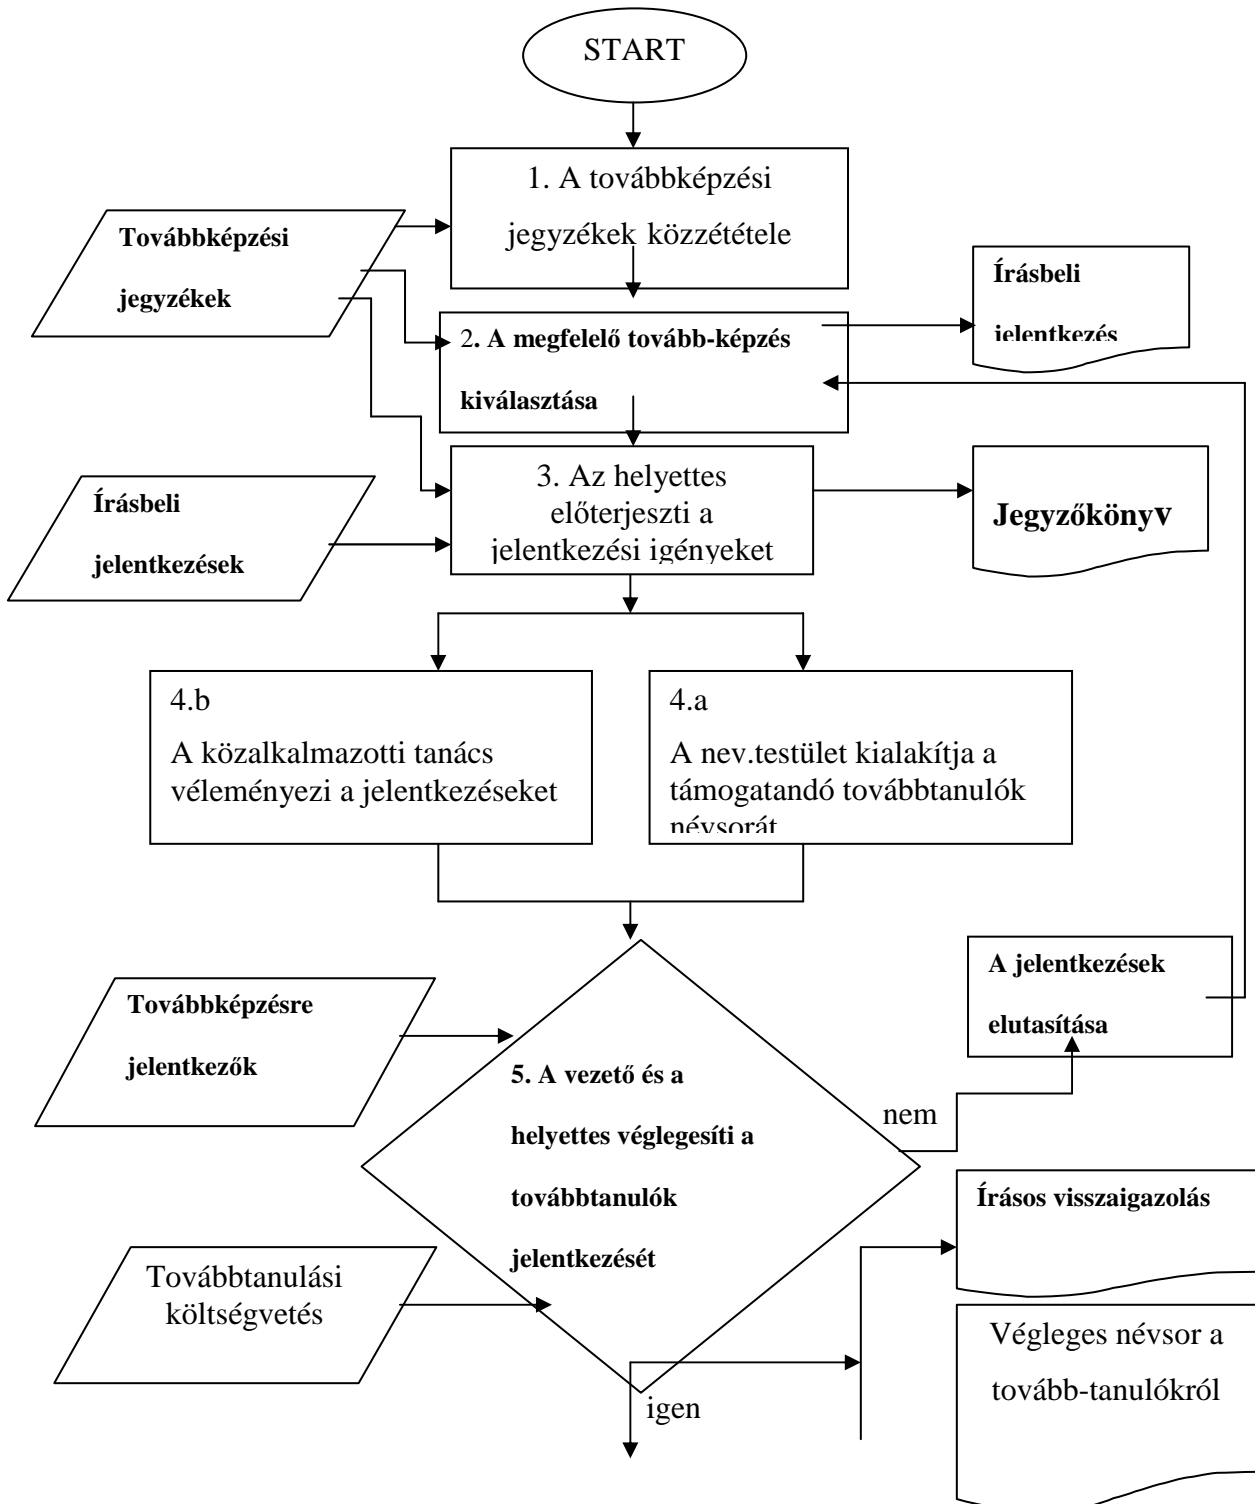 START
1. A továbbképzési
jegyzékek közzététele
Továbbképzési
jegyzékek
Írásbeli
jelentkezés
2. A megfelelő tovább-képzés
kiválasztása
3. Az helyettes
előterjeszti a
jelentkezési igényeket
Írásbeli
jelentkezések
Jegyzőkönyv
4.b
A közalkalmazotti tanács
véleményezi a jelentkezéseket
4.a
A nev.testület kialakítja a
támogatandó továbbtanulók
névsorát
A jelentkezések
elutasítása
Továbbképzésre
jelentkezők
5. A vezető és a
helyettes véglegesíti a
továbbtanulók
jelentkezését
nem
Írásos visszaigazolás
Továbbtanulási
költségvetés
Végleges névsor a
tovább-tanulókról
igen